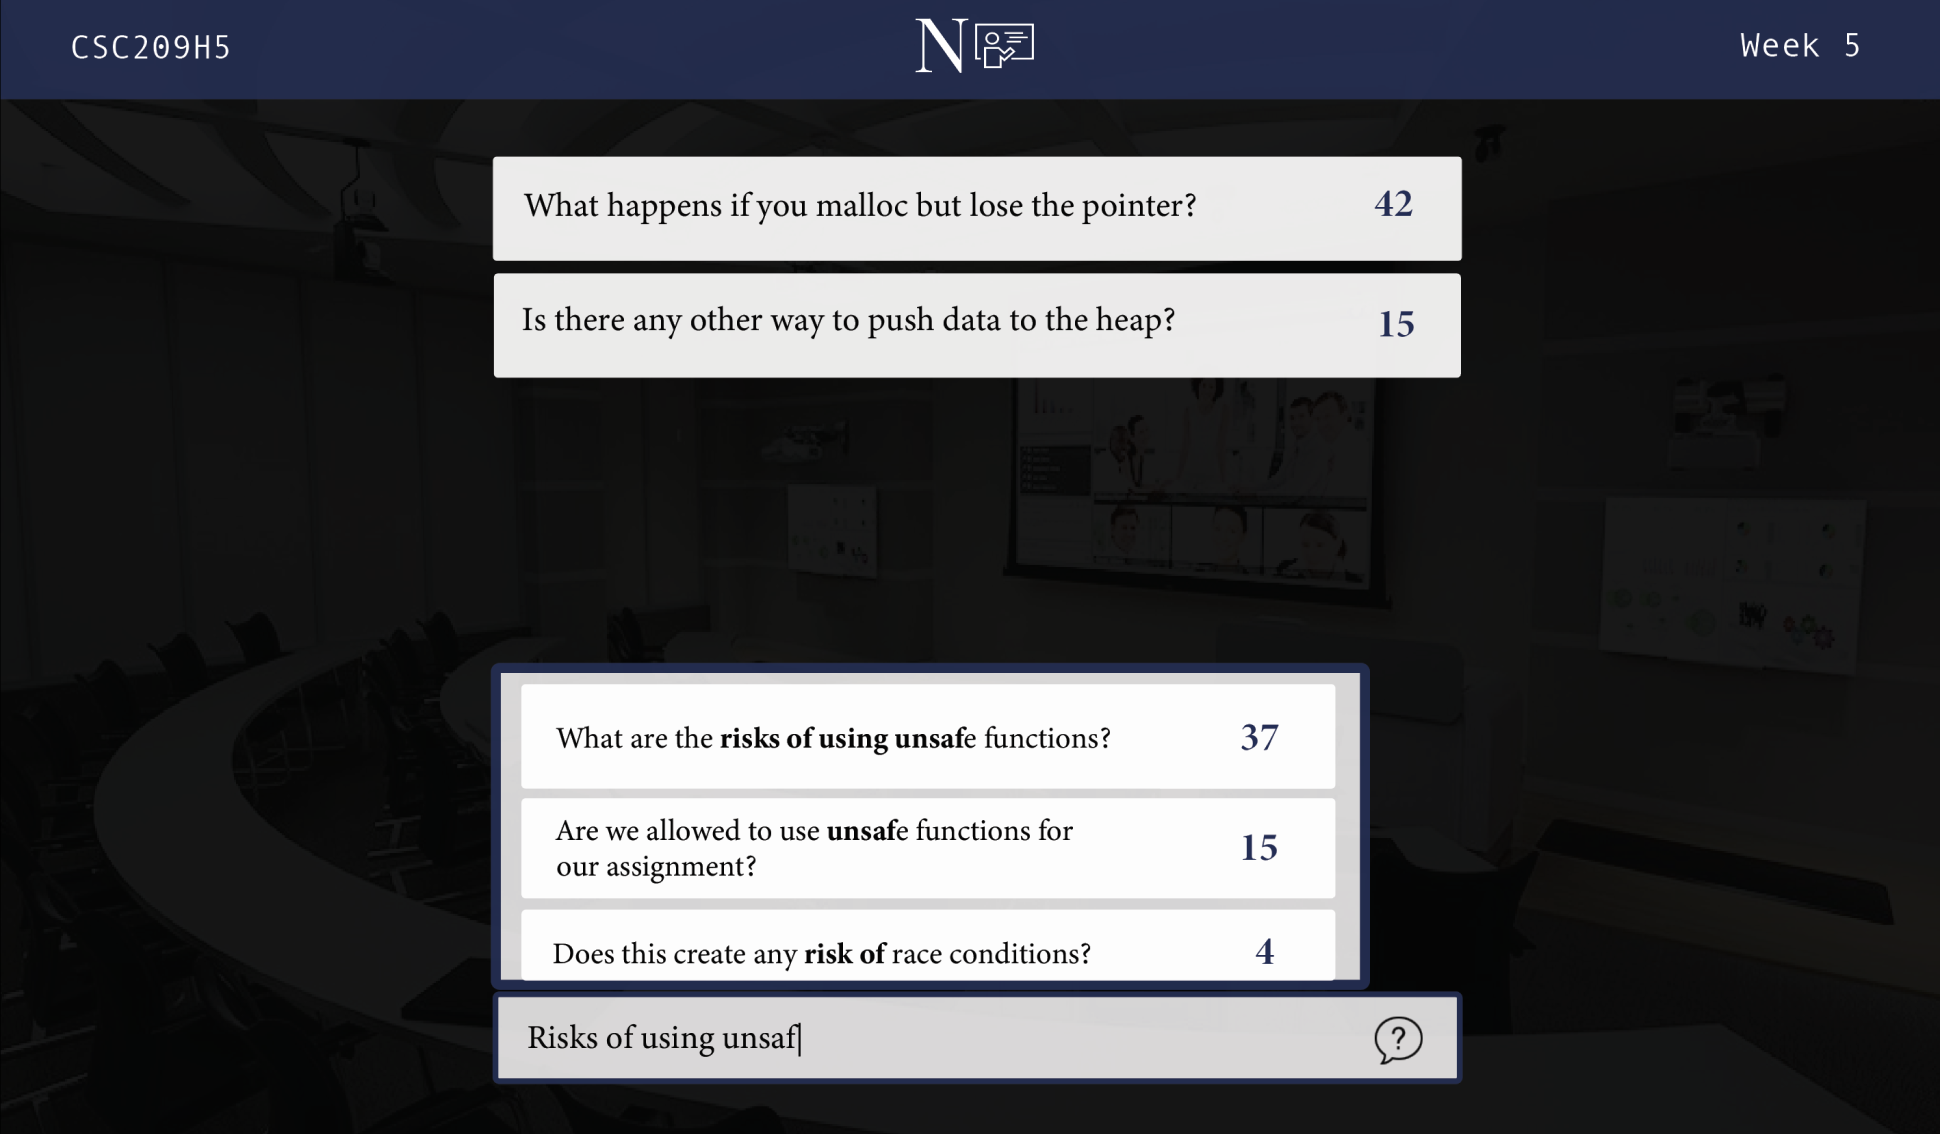 CSC209H5
N
Week 5
What happens if you malloc but lose the pointer? 42
Is there any other way to push data to the heap? 15
What are the risks of using unsafe functions? 37
Are we allowed to use unsafe functions for
our assignment? 15
Does this create any risk of race conditions? 4
Risks of using unsaf
?